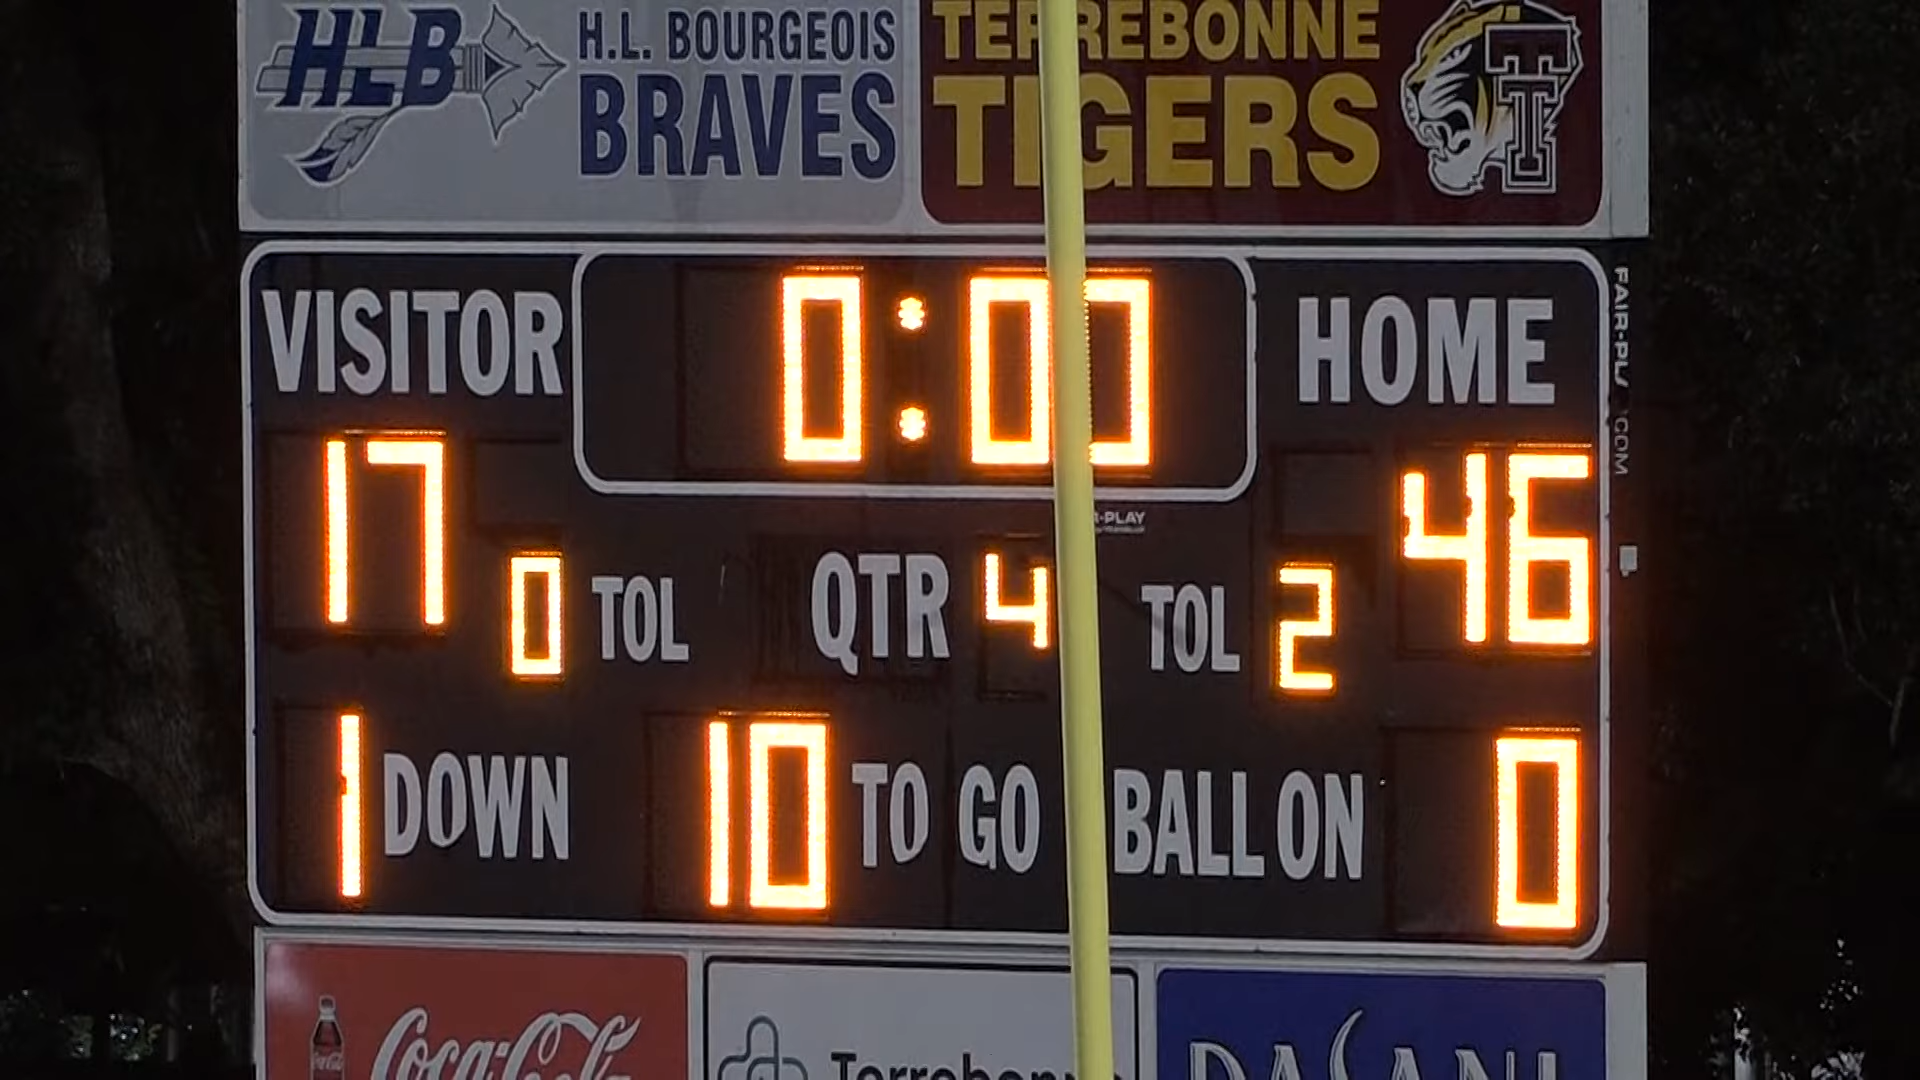 HLB
H.L. BOURGEOIS
BRAVES
TERREBONNE
TIGERS
T
VISITOR
0:00
HOME
17
46
FAIR-PLAY.COM
0 TOL
QTR 4
TOL 2
1 DOWN
10 TO GO
BALL ON 0
Coca-Cola
DASANI